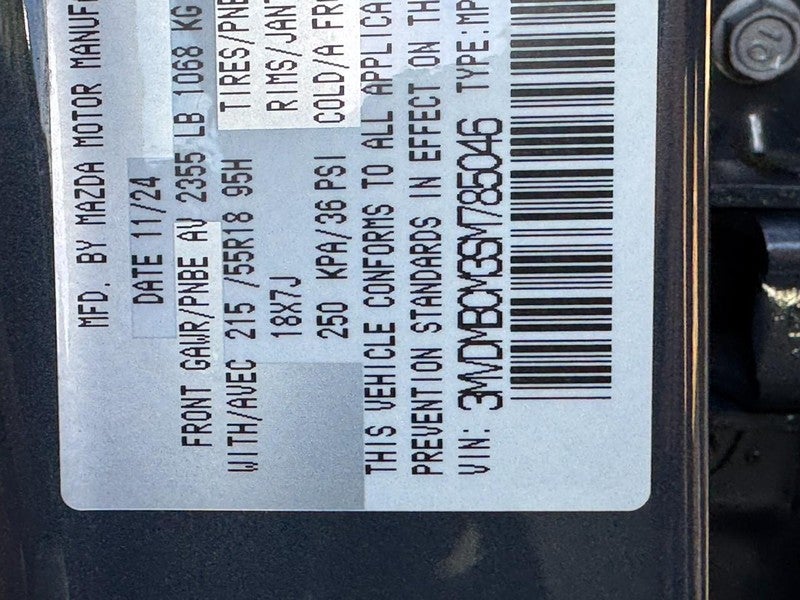 MFD. BY MAZDA MOTOR MANUF
DATE 11/24
FRONT GAWR/PNBE AV 2355 LB 1068 KG
WITH/AVEC 215 /55R18 95H TIRES/PNE
18X7J RIMS/JANT
250 KPA/36 PSI COLD/A FR
THIS VEHICLE CONFORMS TO ALL APPLICA
PREVENTION STANDARDS IN EFFECT ON TH
VIN: 3MVDMBCM3SM785046 TYPE:MP
10